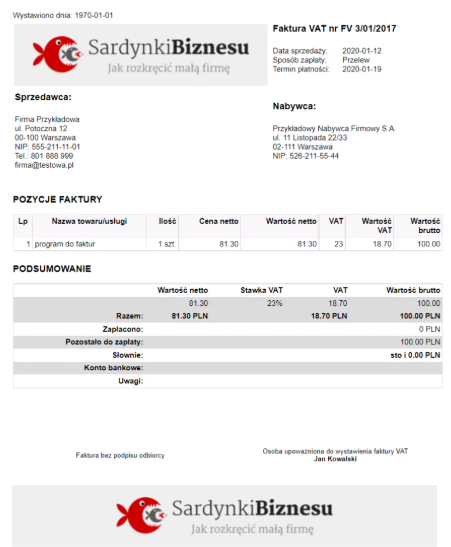 Wystawiono dnia: 1970-01-01
SardynkiBiznesu
Jak rozkręcić małą firmę
Faktura VAT nr FV 3/01/2017
Data sprzedaży: 2020-01-12
Sposób zapłaty: Przelew
Termin płatności: 2020-01-19
Sprzedawca:
Firma Przykładowa
ul. Potoczna 12
00-100 Warszawa
NIP: 555-211-11-01
Tel.: 801 888 999
firma@testowa.pl
Nabywca:
Przykładowy Nabywca Firmowy S.A.
ul. 11 Listopada 22/33
02-111 Warszawa
NIP: 526-211-55-44
POZYCJE FAKTURY
Lp Nazwa towaru/usługi Ilość Cena netto Wartość netto VAT Wartość VAT Wartość brutto
1 program do faktur 1 szt 81.30 81.30 23 18.70 100.00
PODSUMOWANIE
Wartość netto Stawka VAT VAT Wartość brutto
81.30 23% 18.70 100.00
Razem: 81.30 PLN 18.70 PLN 100.00 PLN
Zapłacono: 0 PLN
Pozostało do zapłaty: 100.00 PLN
Słownie: sto i 0.00 PLN
Konto bankowe:
Uwagi:
Faktura bez podpisu odbiorcy
Osoba upoważniona do wystawienia faktury VAT
Jan Kowalski
SardynkiBiznesu
Jak rozkręcić małą firmę